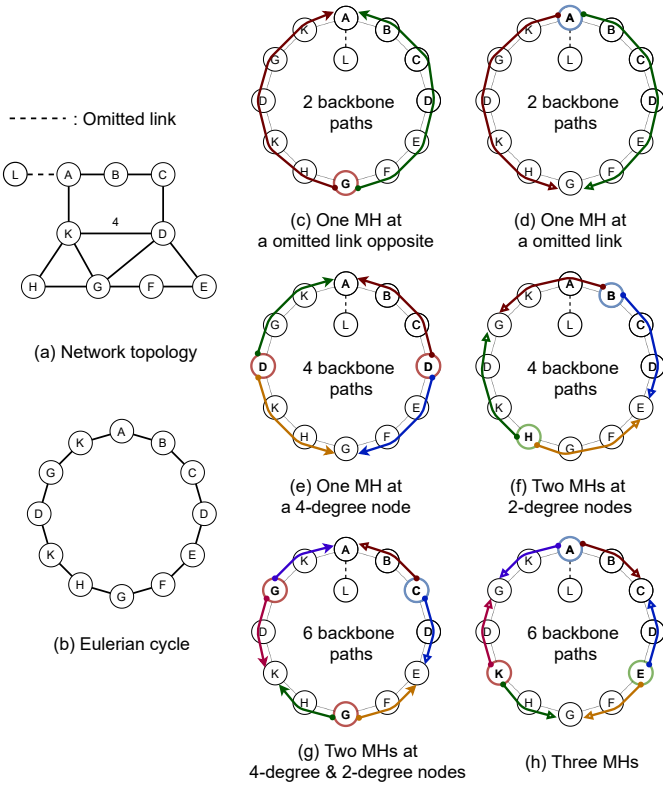 ---- : Omitted link
L A B C
4
K D
H G F E
(a) Network topology
A
K B
G C
D D
K E
H F
G
(b) Eulerian cycle
A
K B
G L C
D 2 backbone D
paths
K E
H F
G
(c) One MH at
a omitted link opposite
A
K B
G L C
D 2 backbone D
paths
K E
H F
G
(d) One MH at
a omitted link
A
K B
G L C
D 4 backbone D
paths
K E
H F
G
(e) One MH at
a 4-degree node
A
K B
G L C
D 4 backbone D
paths
K E
H F
G
(f) Two MHs at
2-degree nodes
A
K B
G L C
D 6 backbone D
paths
K E
H F
G
(g) Two MHs at
4-degree & 2-degree nodes
A
K B
G L C
D 6 backbone D
paths
K E
H F
G
(h) Three MHs